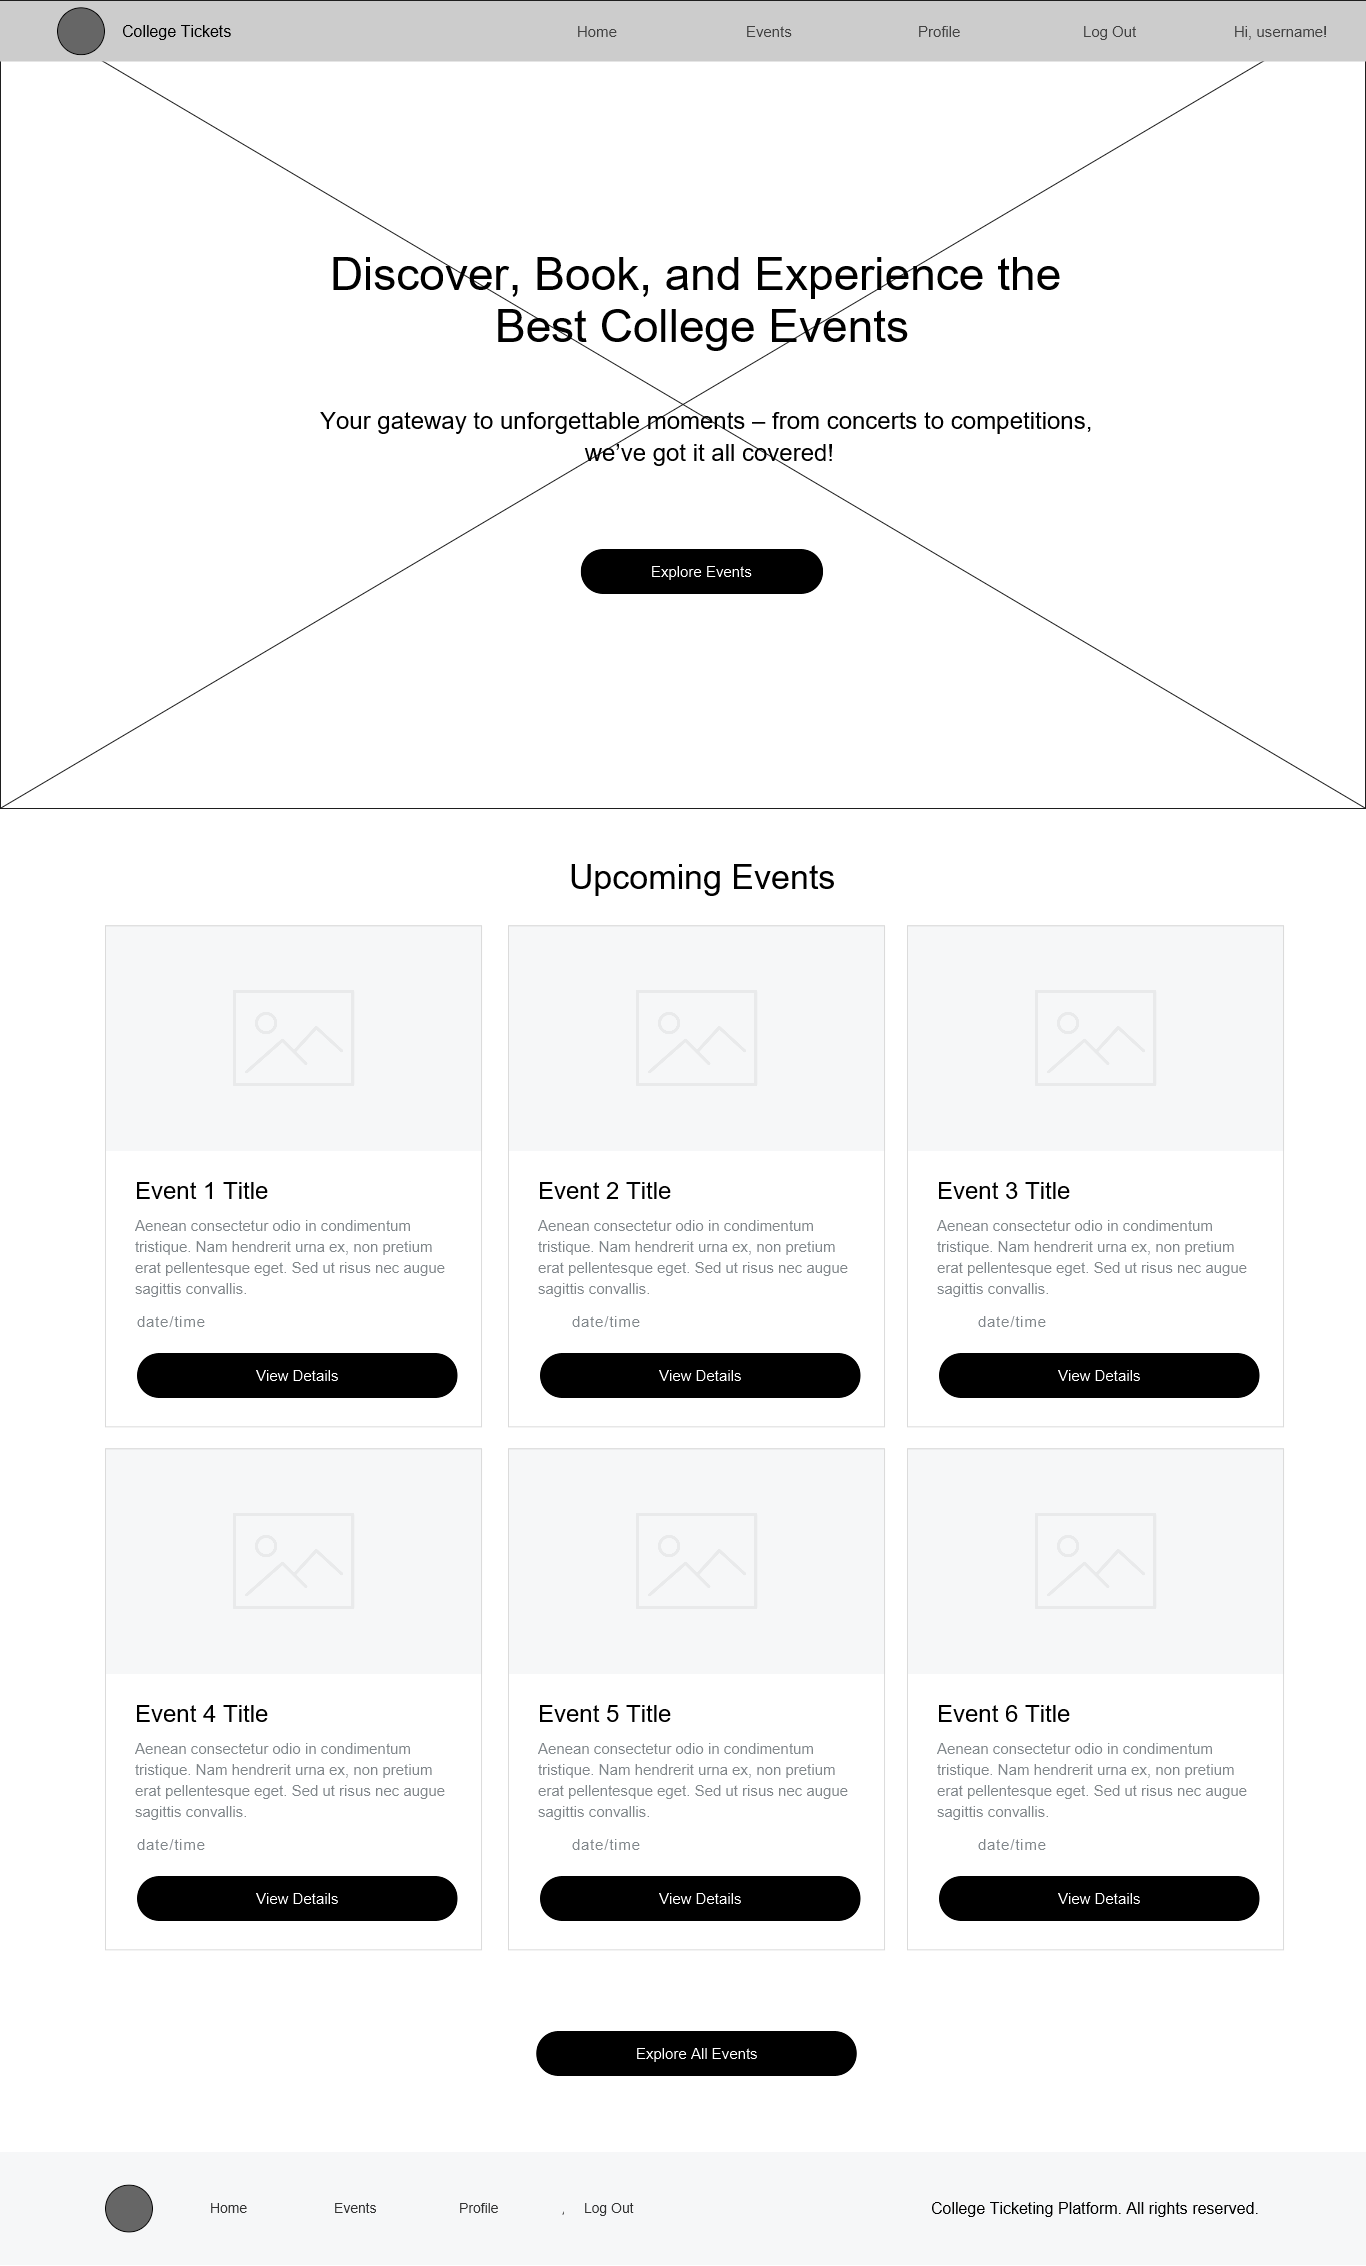 College Tickets
Home
Events
Profile
Log Out
Hi, username!
Discover, Book, and Experience the
Best College Events
Your gateway to unforgettable moments – from concerts to competitions,
we’ve got it all covered!
Explore Events
Upcoming Events
Event 1 Title
Aenean consectetur odio in condimentum
tristique. Nam hendrerit urna ex, non pretium
erat pellentesque eget. Sed ut risus nec augue
sagittis convallis.
date/time
View Details
Event 2 Title
Aenean consectetur odio in condimentum
tristique. Nam hendrerit urna ex, non pretium
erat pellentesque eget. Sed ut risus nec augue
sagittis convallis.
date/time
View Details
Event 3 Title
Aenean consectetur odio in condimentum
tristique. Nam hendrerit urna ex, non pretium
erat pellentesque eget. Sed ut risus nec augue
sagittis convallis.
date/time
View Details
Event 4 Title
Aenean consectetur odio in condimentum
tristique. Nam hendrerit urna ex, non pretium
erat pellentesque eget. Sed ut risus nec augue
sagittis convallis.
date/time
View Details
Event 5 Title
Aenean consectetur odio in condimentum
tristique. Nam hendrerit urna ex, non pretium
erat pellentesque eget. Sed ut risus nec augue
sagittis convallis.
date/time
View Details
Event 6 Title
Aenean consectetur odio in condimentum
tristique. Nam hendrerit urna ex, non pretium
erat pellentesque eget. Sed ut risus nec augue
sagittis convallis.
date/time
View Details
Explore All Events
Home
Events
Profile
,
Log Out
College Ticketing Platform. All rights reserved.